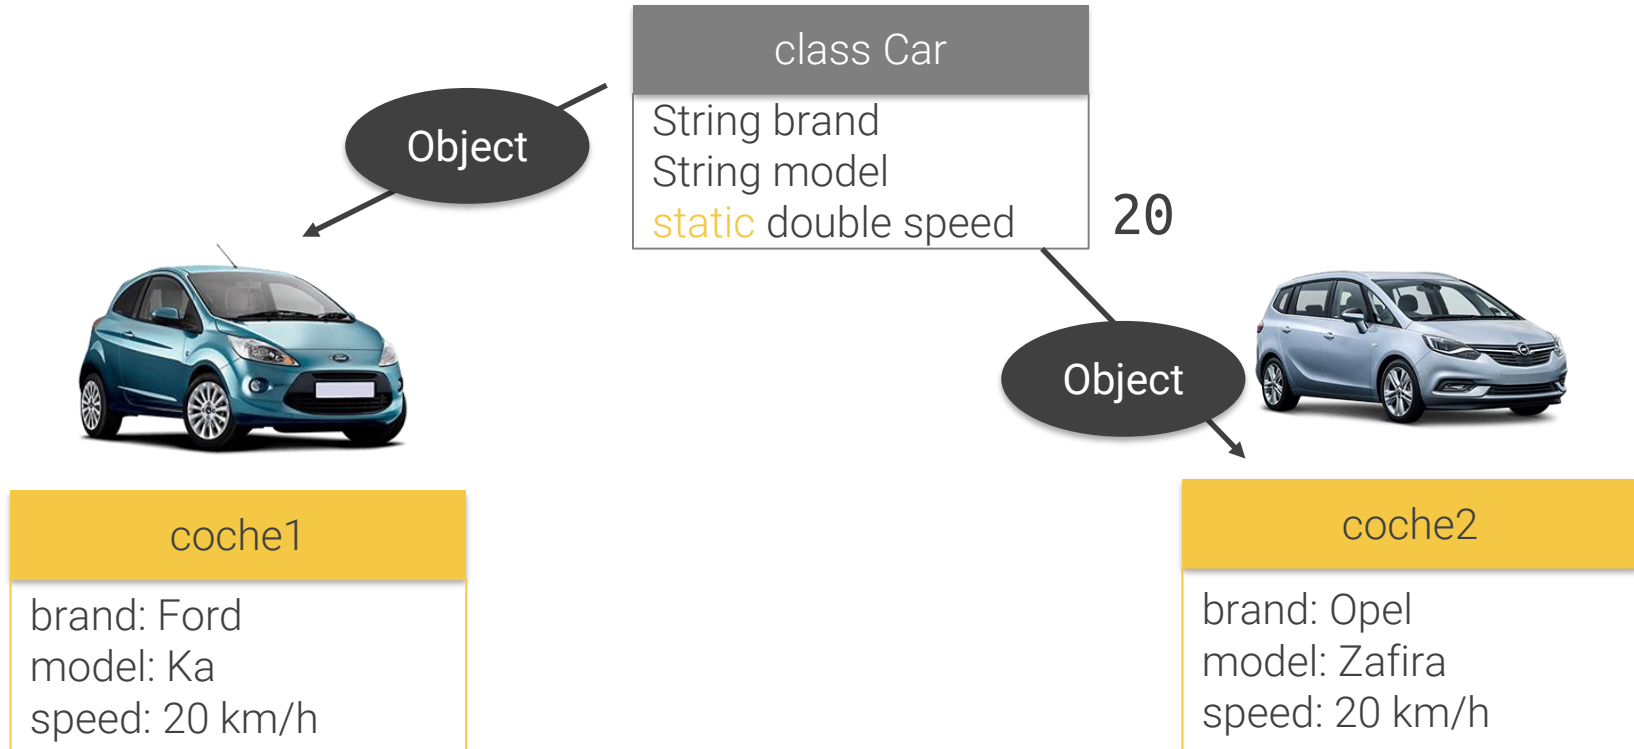 class Car
String brand
String model
static double speed
20
Object
Object
coche1
brand: Ford
model: Ka
speed: 20 km/h
coche2
brand: Opel
model: Zafira
speed: 20 km/h